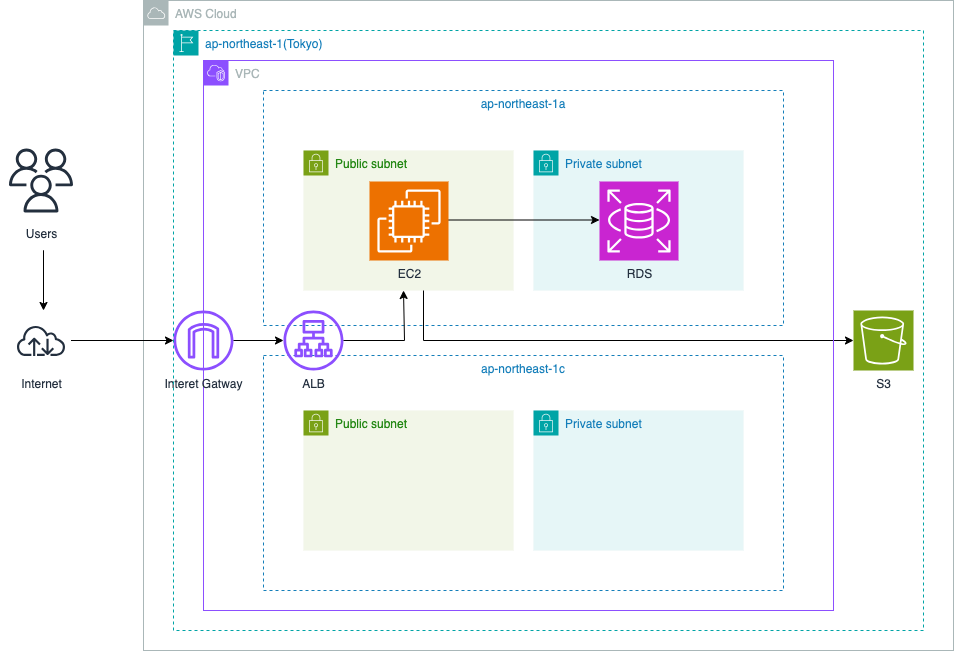 AWS Cloud
ap-northeast-1(Tokyo)
VPC
ap-northeast-1a
Public subnet
Private subnet
Users
EC2
RDS
Internet
Interet Gatway
ALB
S3
ap-northeast-1c
Public subnet
Private subnet